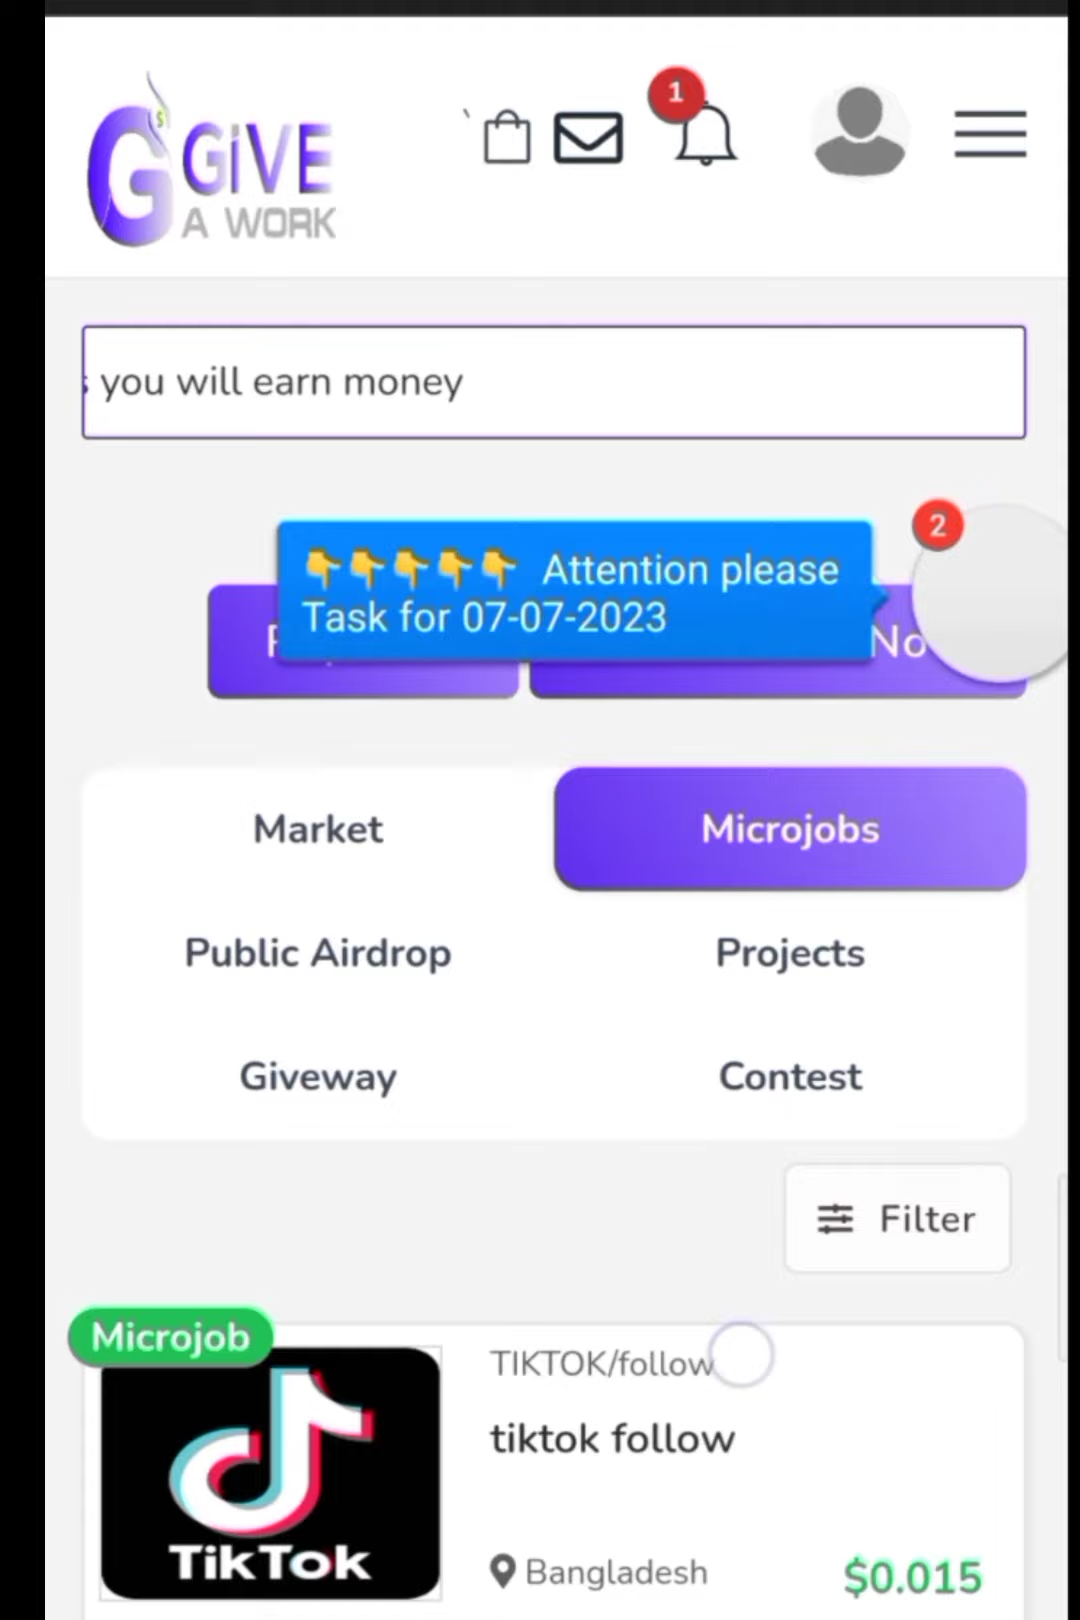 GIVE
A WORK
1
you will earn money
2
👇👇👇👇👇 Attention please
Task for 07-07-2023
No
Market
Microjobs
Public Airdrop
Projects
Giveway
Contest
Filter
Microjob
TIKTOK/follow
tiktok follow
TikTok
Bangladesh
$0.015